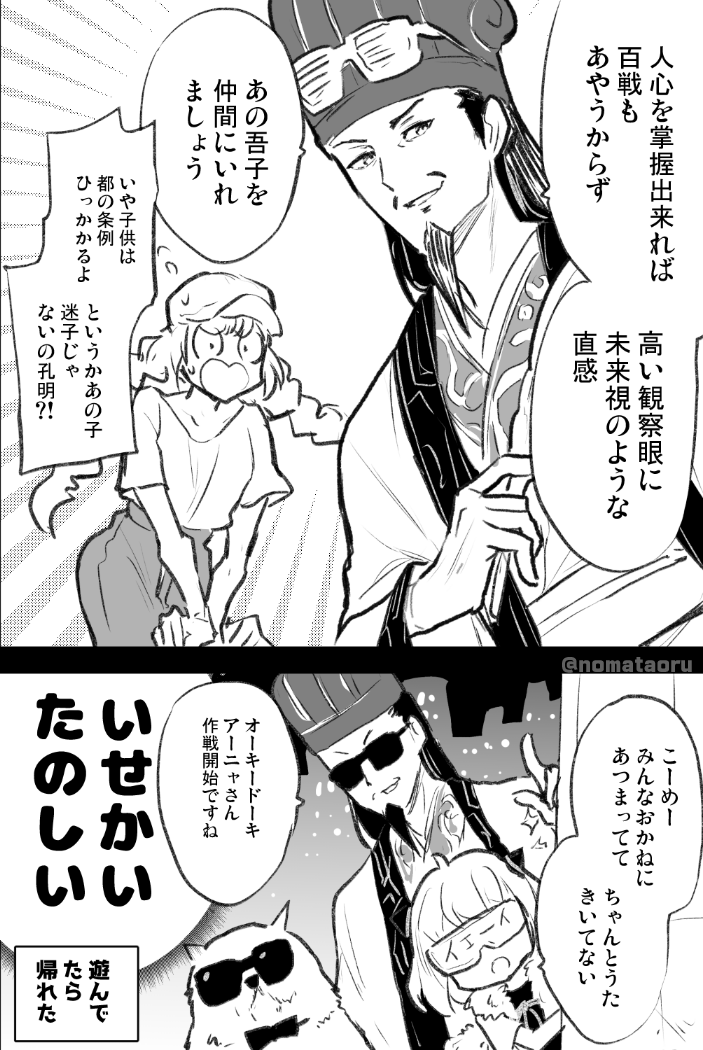 人心を掌握出来れば
百戦も
あやうからず
高い観察眼に
未来視のような
直感
あの吾子を
仲間にいれ
ましょう
いや子供は
都の条例
ひっかかるよ
というかあの子
迷子じゃ
ないの孔明?!
@nomataoru
こーめー
みんなおかねに
あつまってて
ちゃんとうた
きいてない
オーキードーキ
アーニャさん
作戦開始ですね
いせかい
たのしい
遊んで
たら
帰れた